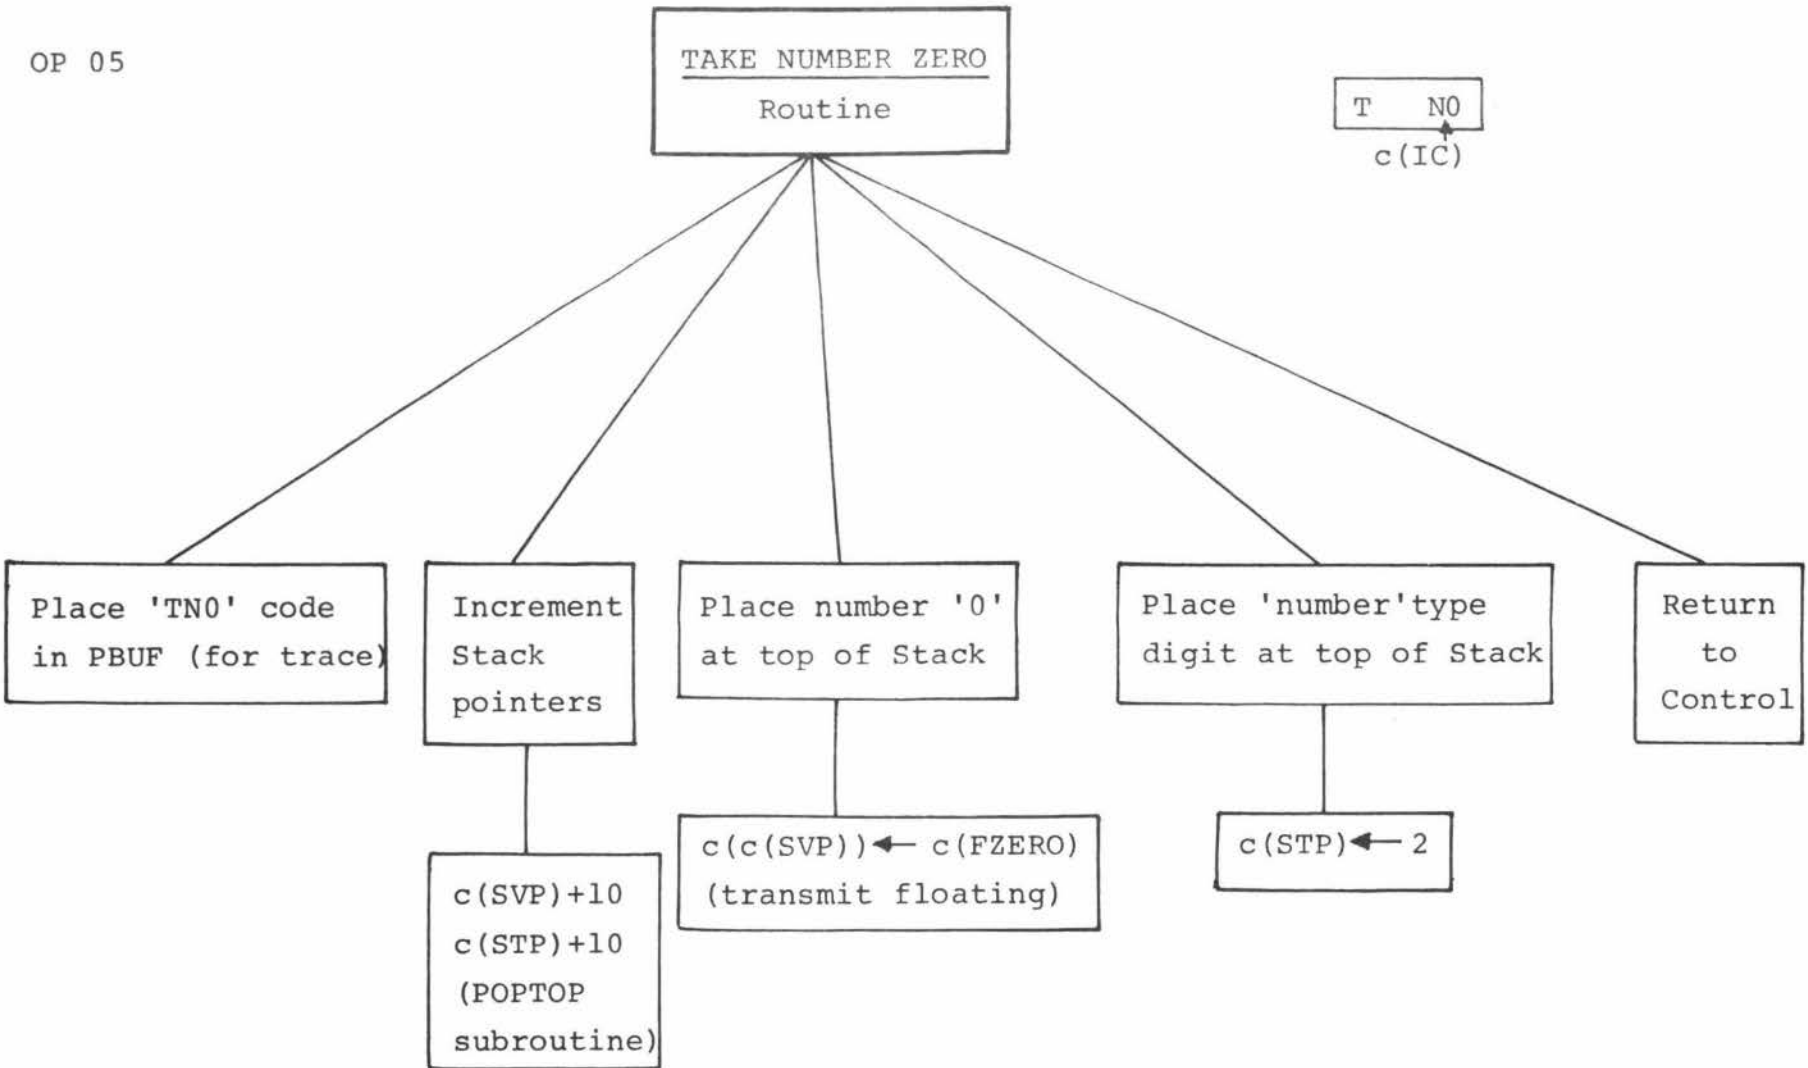 OP 05
TAKE NUMBER ZERO
Routine
T N0
c(IC)
Place 'TN0' code
in PBUF (for trace)
Increment
Stack
pointers
Place number '0'
at top of Stack
Place 'number'type
digit at top of Stack
Return
to
Control
c(SVP)+10
c(STP)+10
(POPTOP
subroutine)
c(c(SVP))← c(FZERO)
(transmit floating)
c(STP)← 2